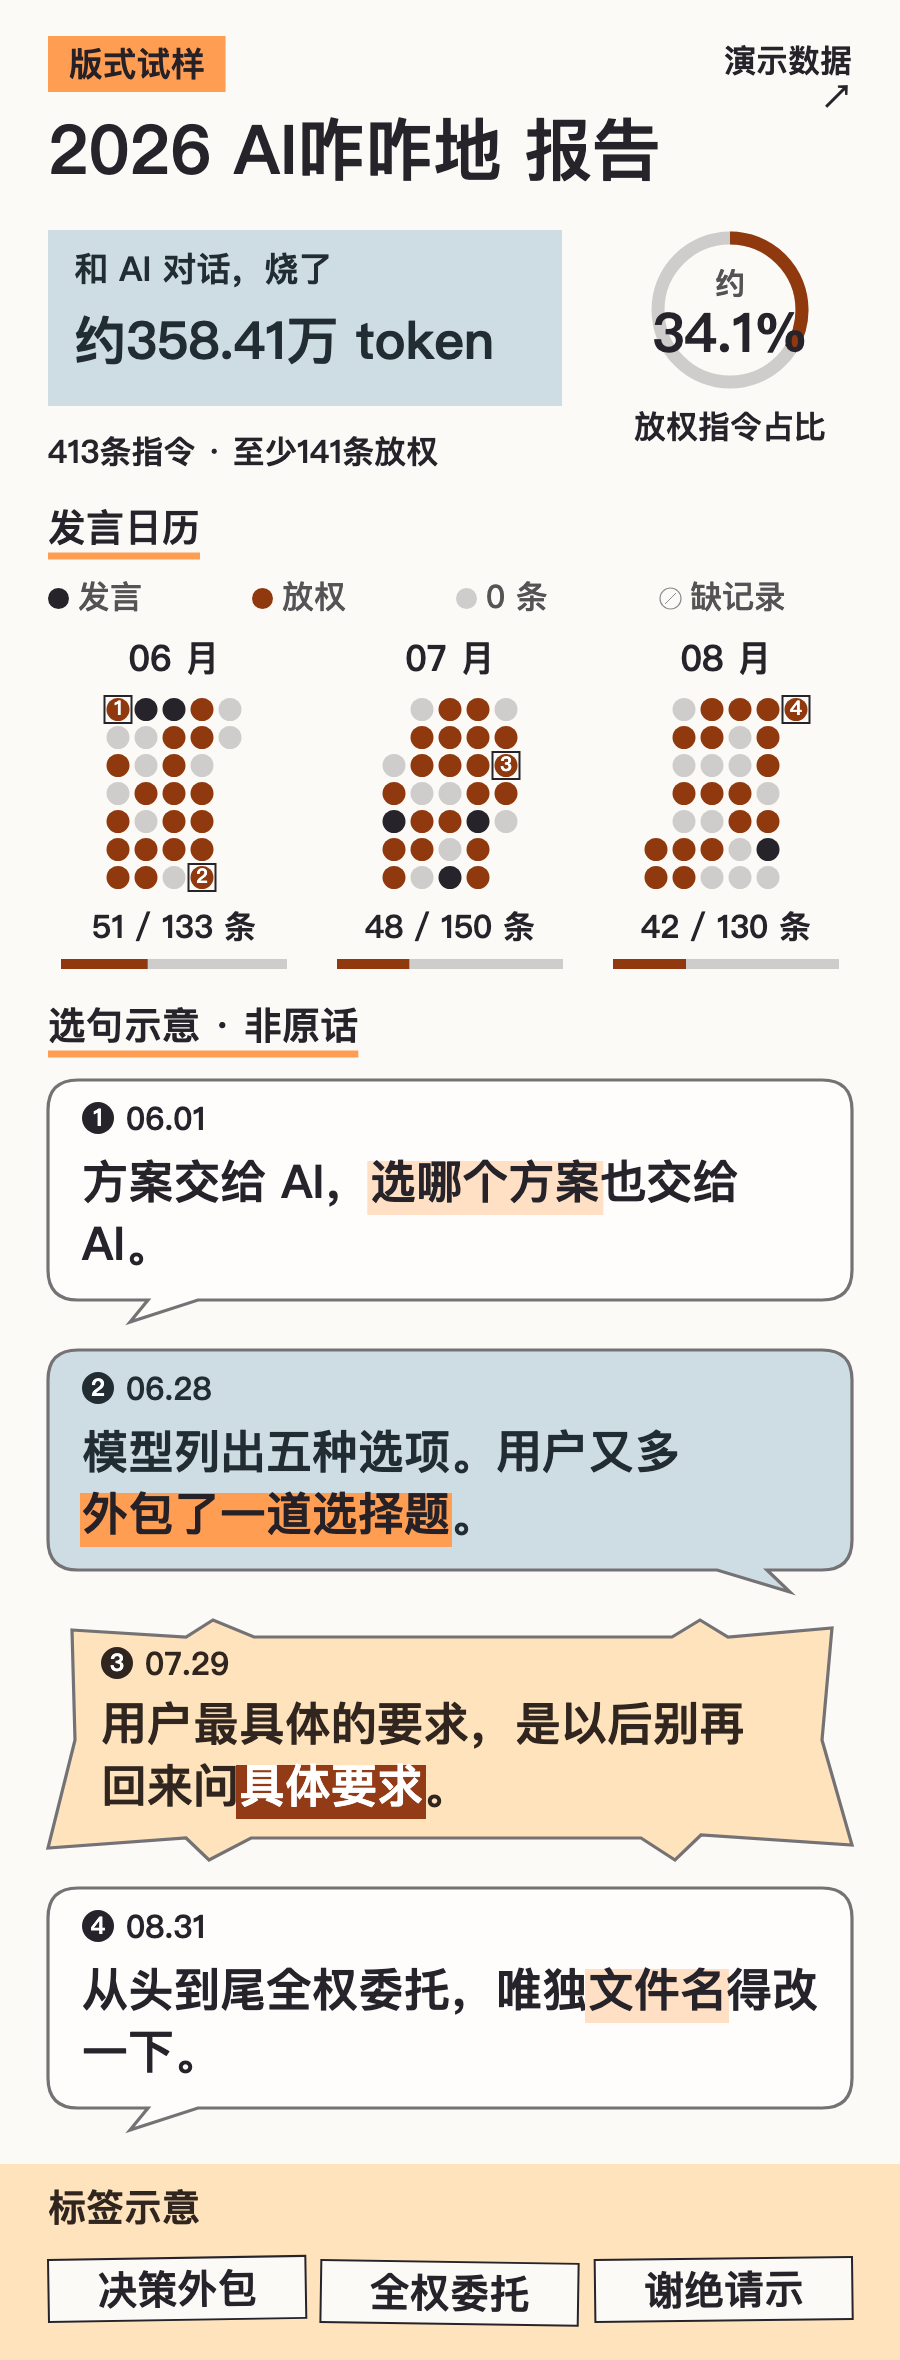 版式试样
演示数据
↗
2026 AI咋咋地 报告
和 AI 对话，烧了
约358.41万 token
约
34.1%
放权指令占比
413条指令 · 至少141条放权
发言日历
发言
放权
0 条
缺记录
06 月
07 月
08 月
1
2
3
4
51 / 133 条
48 / 150 条
42 / 130 条
选句示意 · 非原话
1 06.01
方案交给 AI，选哪个方案也交给
AI。
2 06.28
模型列出五种选项。用户又多
外包了一道选择题。
3 07.29
用户最具体的要求，是以后别再
回来问具体要求。
4 08.31
从头到尾全权委托，唯独文件名得改
一下。
标签示意
决策外包
全权委托
谢绝请示